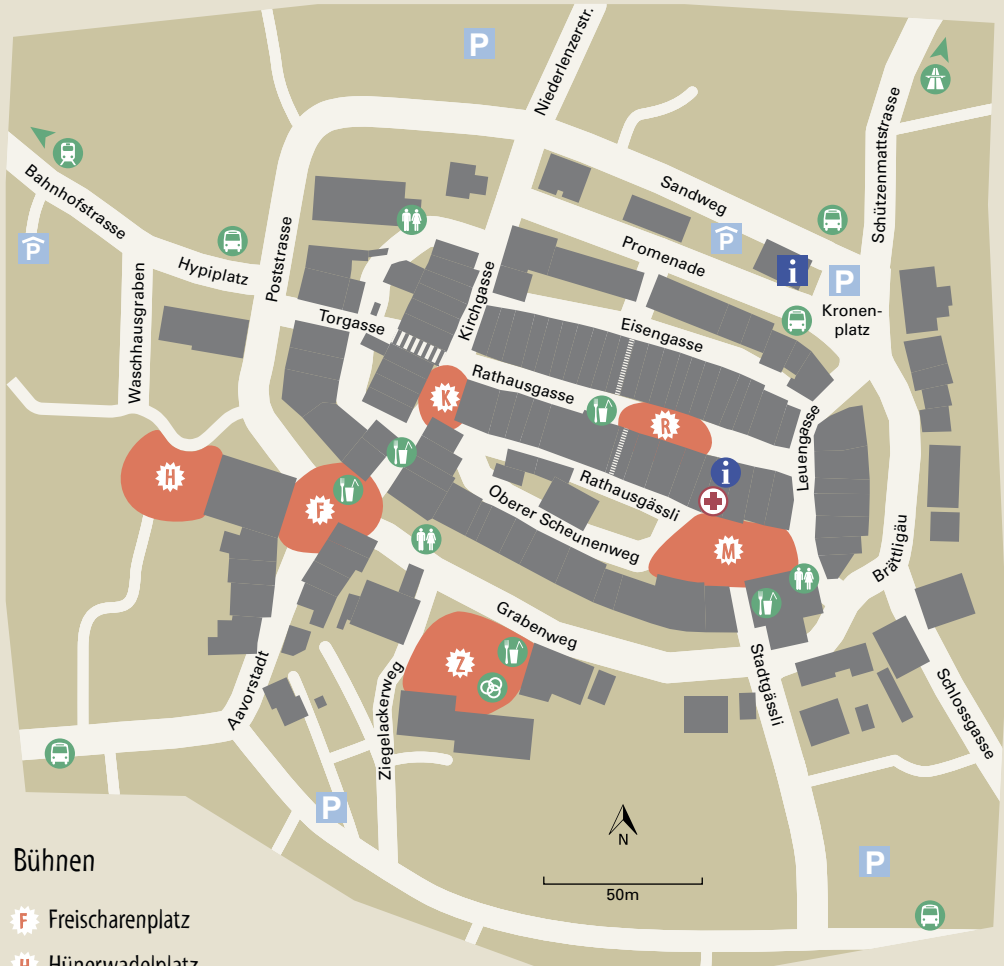 P
Niederlenzerstr.
Schützenmattstrasse
Bahnhofstrasse
Sandweg
P
P
Promenade
i
P
Hypiplatz
Poststrasse
Kirchgasse
Kronen-
platz
Torgasse
Eisengasse
Waschhausgraben
Rathausgasse
K
R
Leuengasse
H
F
i
Rathausgässli
Oberer Scheunenweg
M
Brättligäu
Grabenweg
Z
Aavorstadt
Ziegelackerweg
Stadtgässli
Schlossgasse
P
N
50m
P
Bühnen
F Freischarenplatz
H Hünerwadelplatz